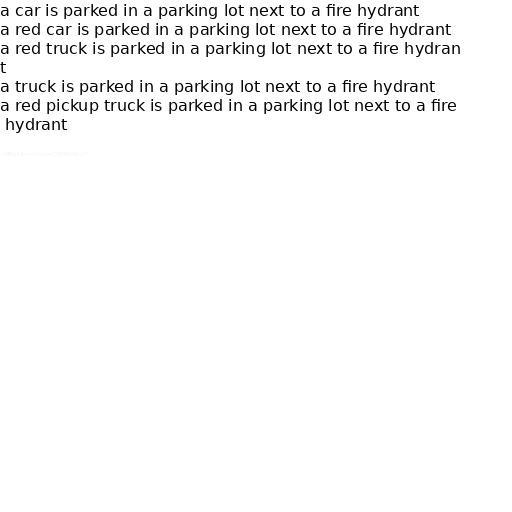 a car is parked in a parking lot next to a fire hydrant
a red car is parked in a parking lot next to a fire hydrant
a red truck is parked in a parking lot next to a fire hydran
t
a truck is parked in a parking lot next to a fire hydrant
a red pickup truck is parked in a parking lot next to a fire
hydrant